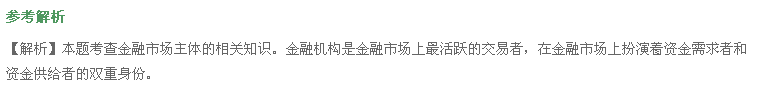 参考解析
【解析】本题考查金融市场主体的相关知识。金融机构是金融市场上最活跃的交易者，在金融市场上扮演着资金需求者和
资金供给者的双重身份。